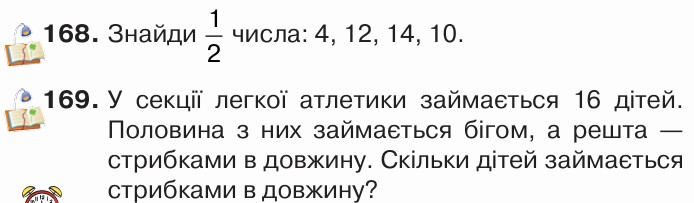 168. Знайди 1/2 числа: 4, 12, 14, 10.
169. У секції легкої атлетики займається 16 дітей.
Половина з них займається бігом, а решта —
стрибками в довжину. Скільки дітей займається
стрибками в довжину?